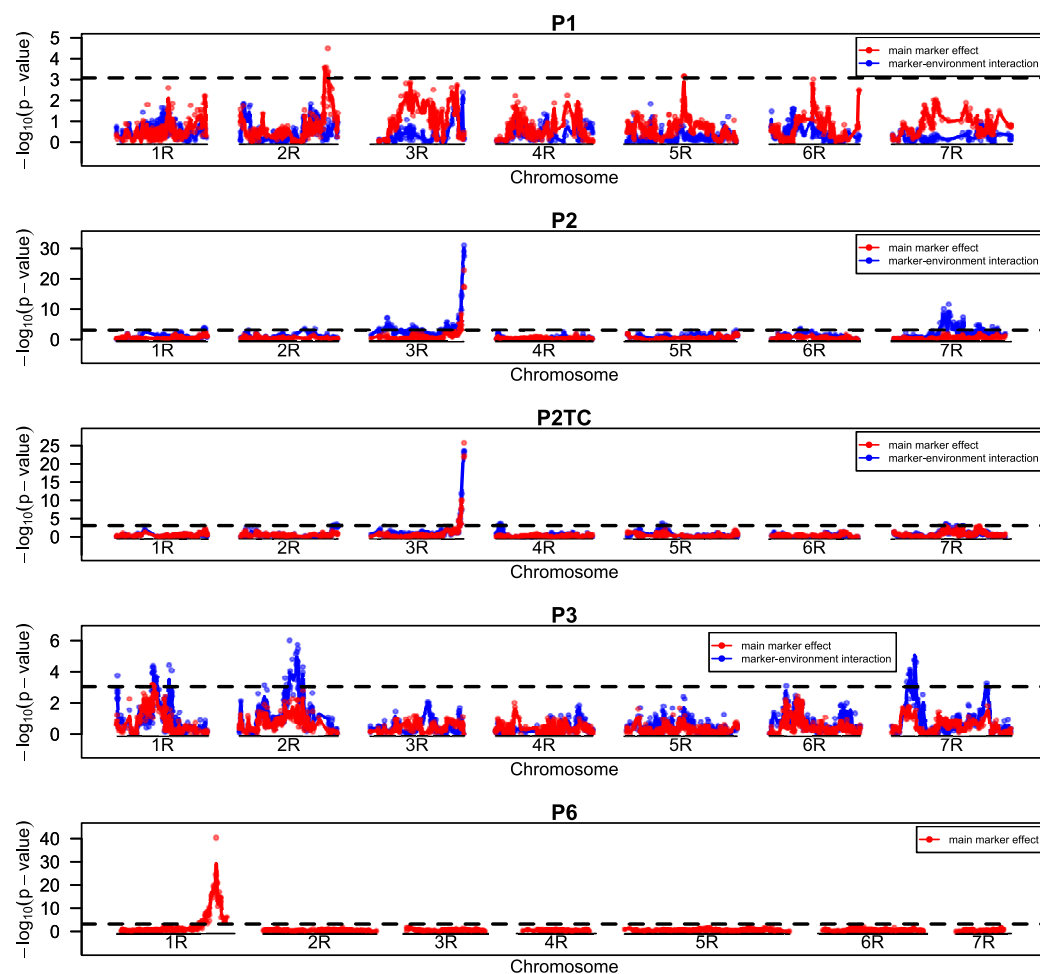 P1
−log10(p−value)
5
4
3
2
1
0
main marker effect
marker-environment interaction
1R 2R 3R 4R 5R 6R 7R
Chromosome
P2
−log10(p−value)
30
20
10
0
main marker effect
marker-environment interaction
1R 2R 3R 4R 5R 6R 7R
Chromosome
P2TC
−log10(p−value)
25
20
15
10
5
0
main marker effect
marker-environment interaction
1R 2R 3R 4R 5R 6R 7R
Chromosome
P3
−log10(p−value)
6
4
2
0
main marker effect
marker-environment interaction
1R 2R 3R 4R 5R 6R 7R
Chromosome
P6
−log10(p−value)
40
30
20
10
0
main marker effect
1R 2R 3R 4R 5R 6R 7R
Chromosome